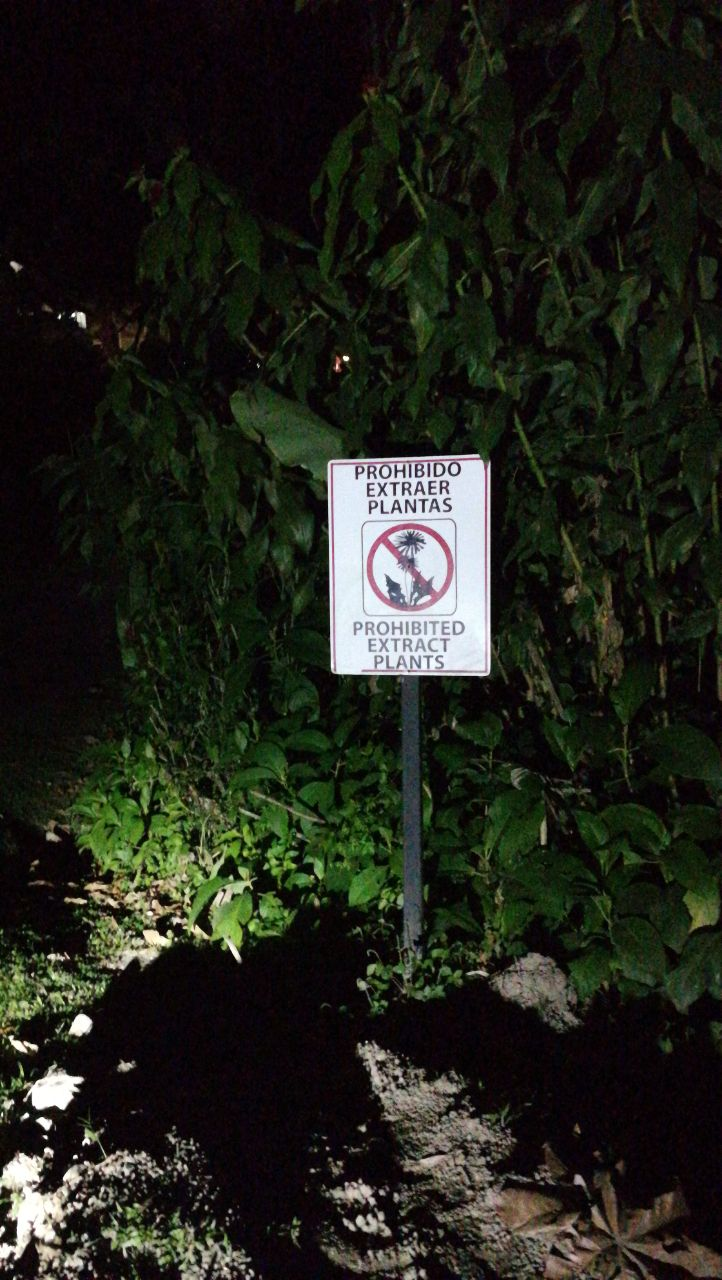 PROHIBIDO
EXTRAER
PLANTAS
PROHIBITED
EXTRACT
PLANTS